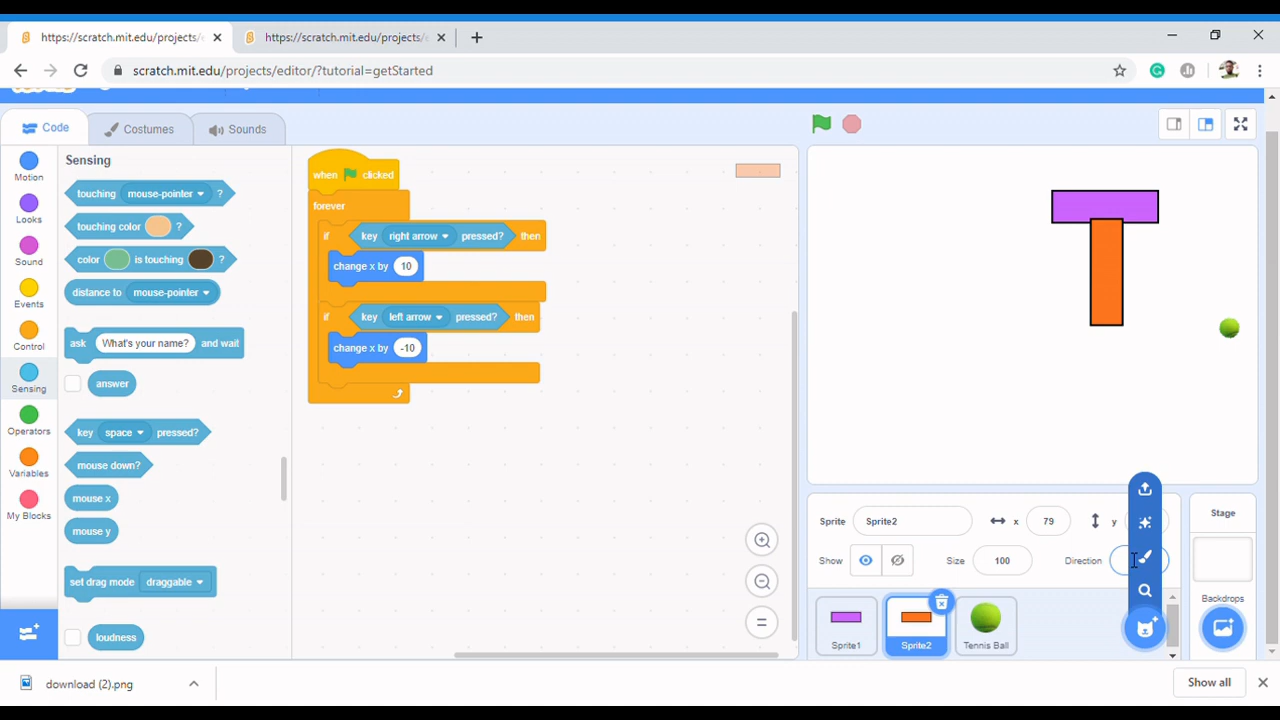 https://scratch.mit.edu/projects/
https://scratch.mit.edu/projects/
scratch.mit.edu/projects/editor/?tutorial=getStarted
Code
Costumes
Sounds
Motion
Looks
Sound
Events
Control
Sensing
Operators
Variables
My Blocks
Sensing
touching mouse-pointer ?
touching color ?
color is touching ?
distance to mouse-pointer
ask What's your name? and wait
answer
key space pressed?
mouse down?
mouse x
mouse y
set drag mode draggable
loudness
when clicked
forever
if key right arrow pressed? then
change x by 10
if key left arrow pressed? then
change x by -10
Sprite Sprite2 x 79 y
Show Size 100 Direction
Sprite1
Sprite2
Tennis Ball
Stage
Backdrops
download (2).png
Show all